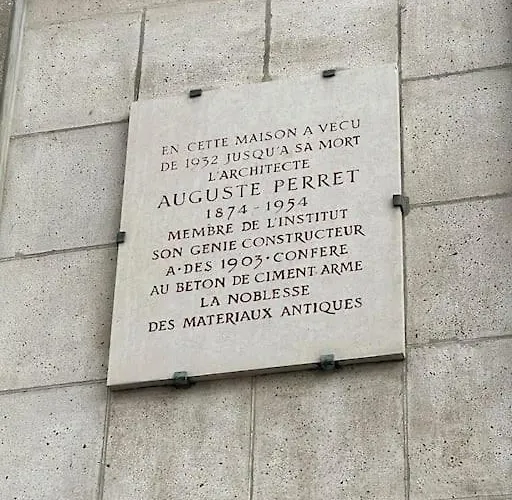 EN CETTE MAISON A VECU
DE 1932 JUSQU'A SA MORT
L'ARCHITECTE
AUGUSTE PERRET
1874-1954
MEMBRE DE L'INSTITUT
SON GENIE CONSTRUCTEUR
A·DES 1903·CONFERE
AU BETON DE CIMENT ARME
LA NOBLESSE
DES MATERIAUX ANTIQUES